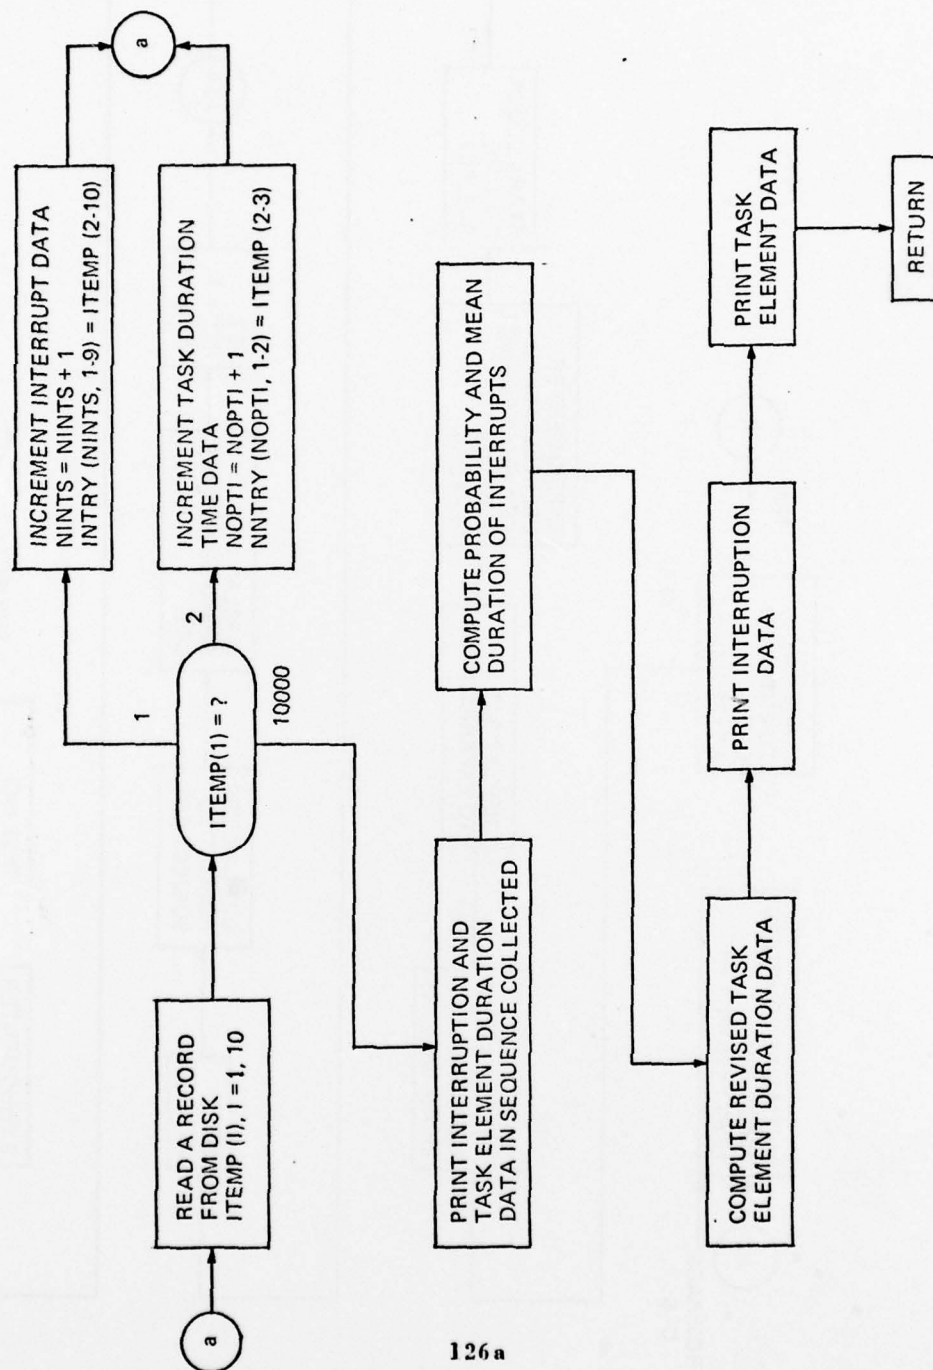 a
READ A RECORD
FROM DISK
ITEMP (I), I = 1, 10
ITEMP(1) = ?
1
2
10000
INCREMENT INTERRUPT DATA
NINTS = NINTS + 1
INTRY (NINTS, 1-9) = ITEMP (2-10)
INCREMENT TASK DURATION
TIME DATA
NOPTI = NOPTI + 1
NNTRY (NOPTI, 1-2) = ITEMP (2-3)
a
PRINT INTERRUPTION AND
TASK ELEMENT DURATION
DATA IN SEQUENCE COLLECTED
COMPUTE PROBABILITY AND MEAN
DURATION OF INTERRUPTS
COMPUTE REVISED TASK
ELEMENT DURATION DATA
PRINT INTERRUPTION
DATA
PRINT TASK
ELEMENT DATA
RETURN
126a